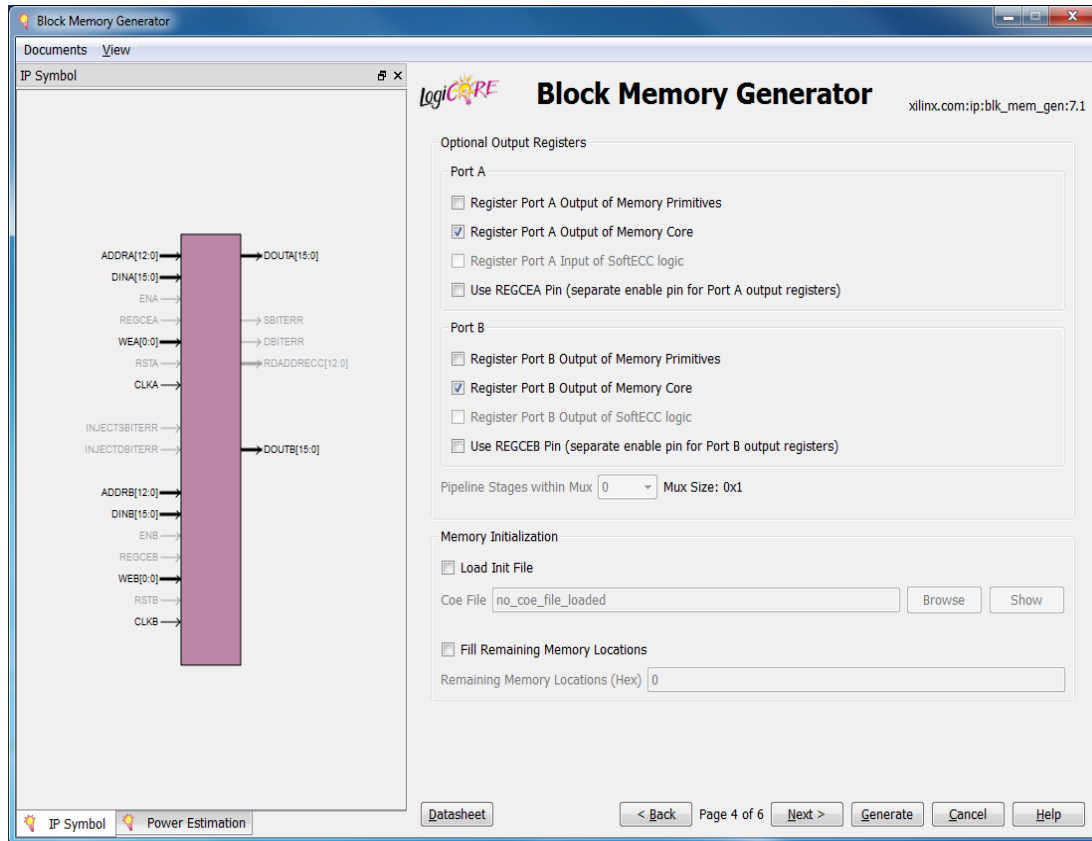 Block Memory Generator
Documents View
IP Symbol
ADDRA[12:0]
DINA[15:0]
ENA
REGCEA
WEA[0:0]
RSTA
CLKA
INJECTSBITERR
INJECTDBITERR
ADDRB[12:0]
DINB[15:0]
ENB
REGCEB
WEB[0:0]
RSTB
CLKB
DOUTA[15:0]
SBITERR
DBITERR
RDADDRECC[12:0]
DOUTB[15:0]
IP Symbol Power Estimation
LogiCORE
Block Memory Generator
xilinx.com:ip:blk_mem_gen:7.1
Optional Output Registers
Port A
Register Port A Output of Memory Primitives
Register Port A Output of Memory Core
Register Port A Input of SoftECC logic
Use REGCEA Pin (separate enable pin for Port A output registers)
Port B
Register Port B Output of Memory Primitives
Register Port B Output of Memory Core
Register Port B Output of SoftECC logic
Use REGCEB Pin (separate enable pin for Port B output registers)
Pipeline Stages within Mux 0 Mux Size: 0x1
Memory Initialization
Load Init File
Coe File no_coe_file_loaded Browse Show
Fill Remaining Memory Locations
Remaining Memory Locations (Hex) 0
Datasheet < Back Page 4 of 6 Next > Generate Cancel Help